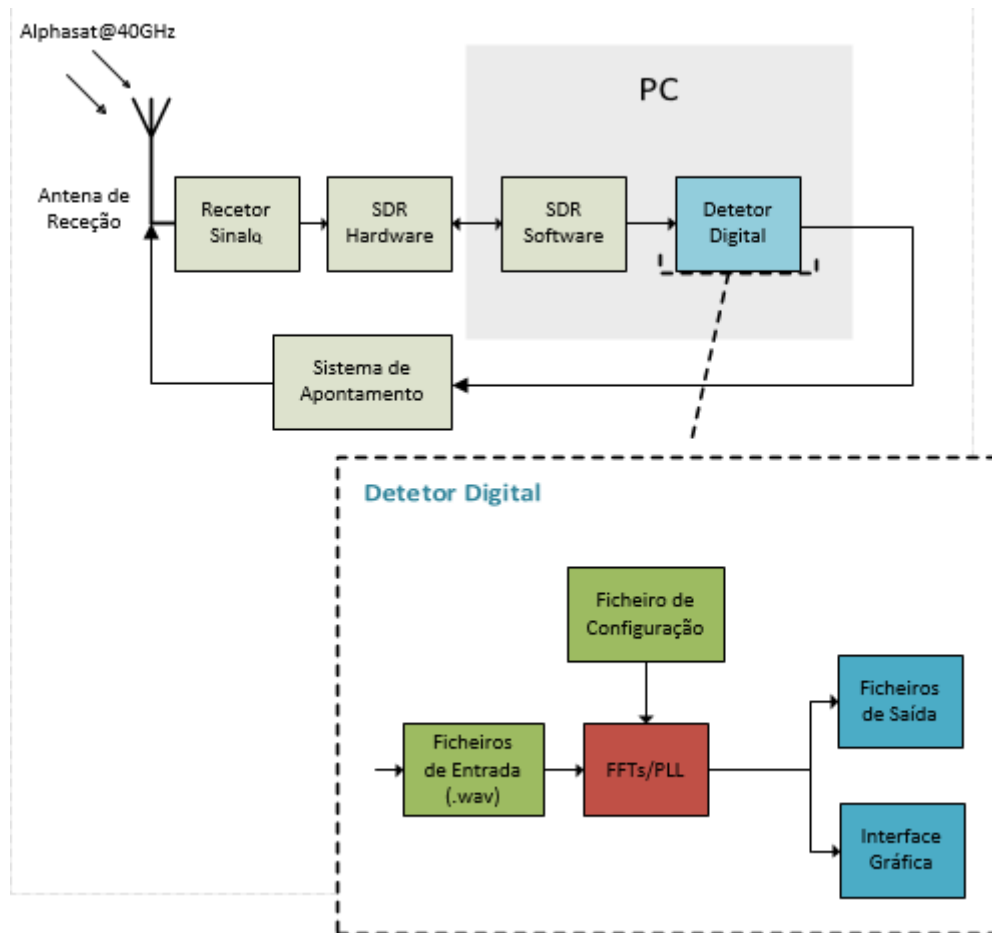 Alphasat@40GHz
PC
Antena de
Receção
Recetor
Sinal
SDR
Hardware
SDR
Software
Detetor
Digital
Sistema de
Apontamento
Detetor Digital
Ficheiro de
Configuração
Ficheiros
de Entrada
(.wav)
FFTs/PLL
Ficheiros
de Saída
Interface
Gráfica